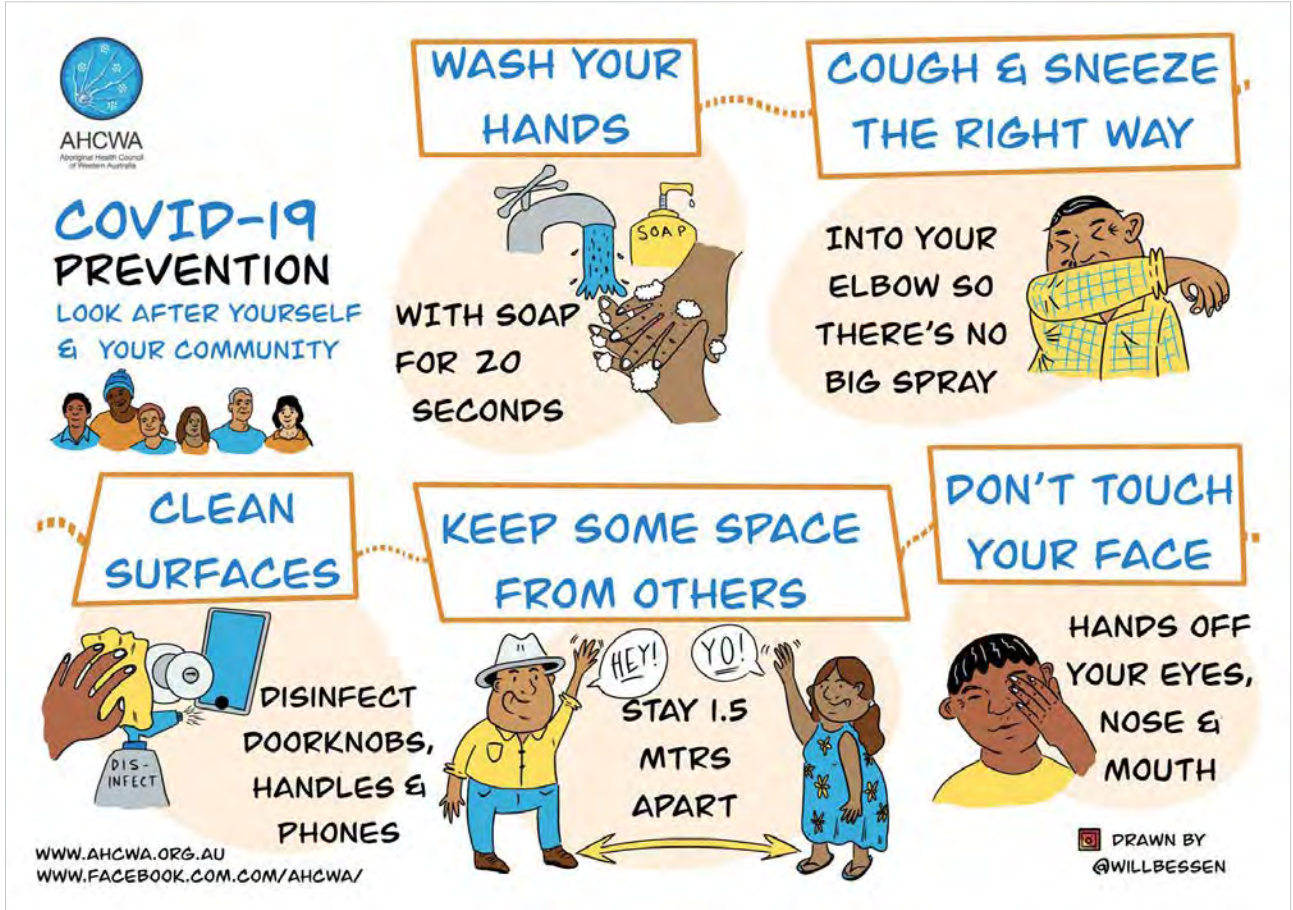 AHCWA
Aboriginal Health Council
of Western Australia
COVID-19
PREVENTION
LOOK AFTER YOURSELF
& YOUR COMMUNITY
WASH YOUR
HANDS
SOAP
WITH SOAP
FOR 20
SECONDS
COUGH & SNEEZE
THE RIGHT WAY
INTO YOUR
ELBOW SO
THERE'S NO
BIG SPRAY
CLEAN
SURFACES
DIS-
INFECT
DISINFECT
DOORKNOBS,
HANDLES &
PHONES
KEEP SOME SPACE
FROM OTHERS
HEY!
YO!
STAY 1.5
MTRS
APART
DON'T TOUCH
YOUR FACE
HANDS OFF
YOUR EYES,
NOSE &
MOUTH
WWW.AHCWA.ORG.AU
WWW.FACEBOOK.COM.COM/AHCWA/
DRAWN BY
@WILLBESSEN